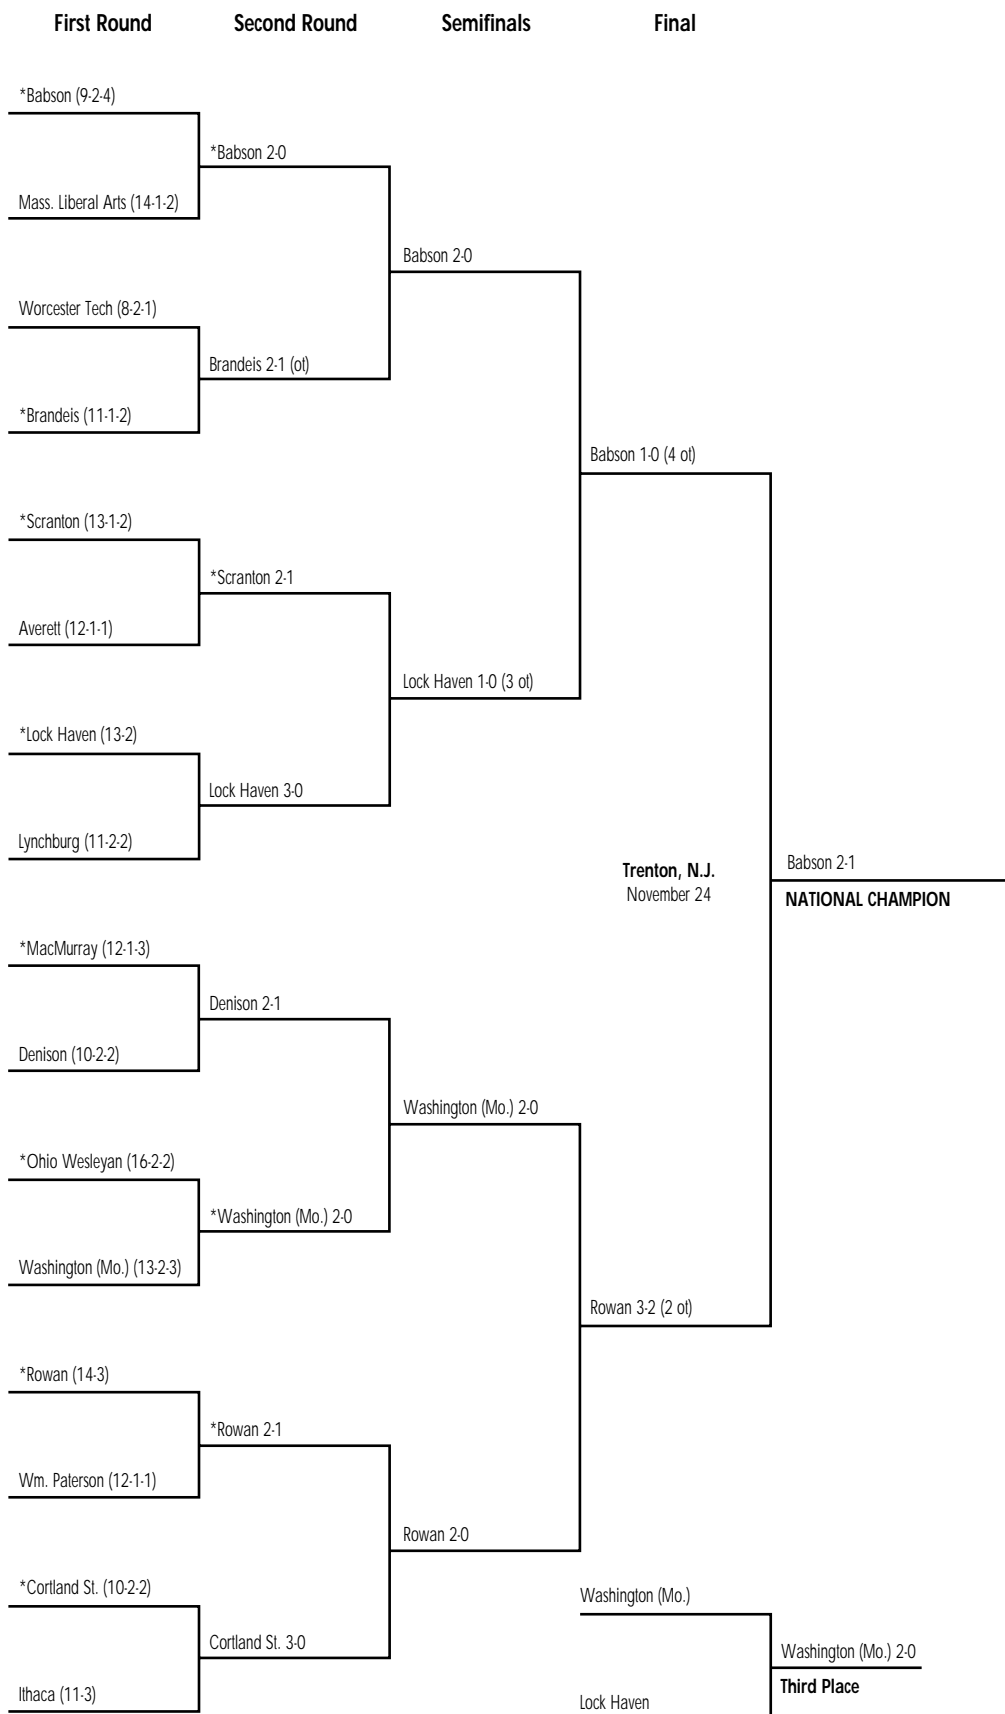 First Round Second Round Semifinals Final
*Babson (9-2-4)
*Babson 2-0
Mass. Liberal Arts (14-1-2)
Babson 2-0
Worcester Tech (8-2-1)
Brandeis 2-1 (ot)
*Brandeis (11-1-2)
Babson 1-0 (4 ot)
*Scranton (13-1-2)
*Scranton 2-1
Averett (12-1-1)
Lock Haven 1-0 (3 ot)
*Lock Haven (13-2)
Lock Haven 3-0
Lynchburg (11-2-2)
Trenton, N.J.
November 24
Babson 2-1
NATIONAL CHAMPION
*MacMurray (12-1-3)
Denison 2-1
Denison (10-2-2)
Washington (Mo.) 2-0
*Ohio Wesleyan (16-2-2)
*Washington (Mo.) 2-0
Washington (Mo.) (13-2-3)
Rowan 3-2 (2 ot)
*Rowan (14-3)
*Rowan 2-1
Wm. Paterson (12-1-1)
Rowan 2-0
*Cortland St. (10-2-2)
Cortland St. 3-0
Ithaca (11-3)
Washington (Mo.)
Washington (Mo.) 2-0
Third Place
Lock Haven